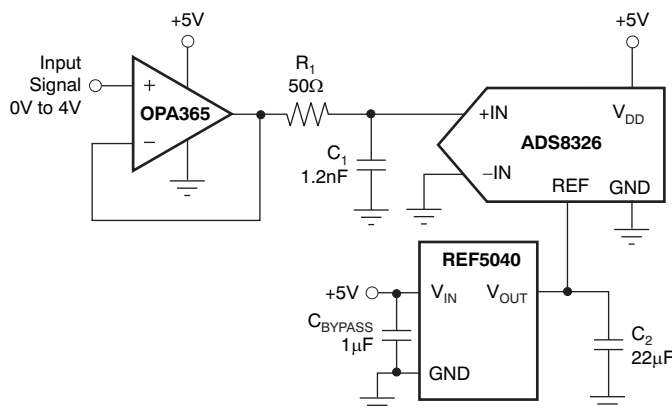 +5V
Input
Signal
0V to 4V
+
−
OPA365
R1
50Ω
C1
1.2nF
+5V
+IN
−IN
VDD
ADS8326
REF
GND
REF5040
+5V
VIN
VOUT
CBYPASS
1μF
GND
C2
22μF